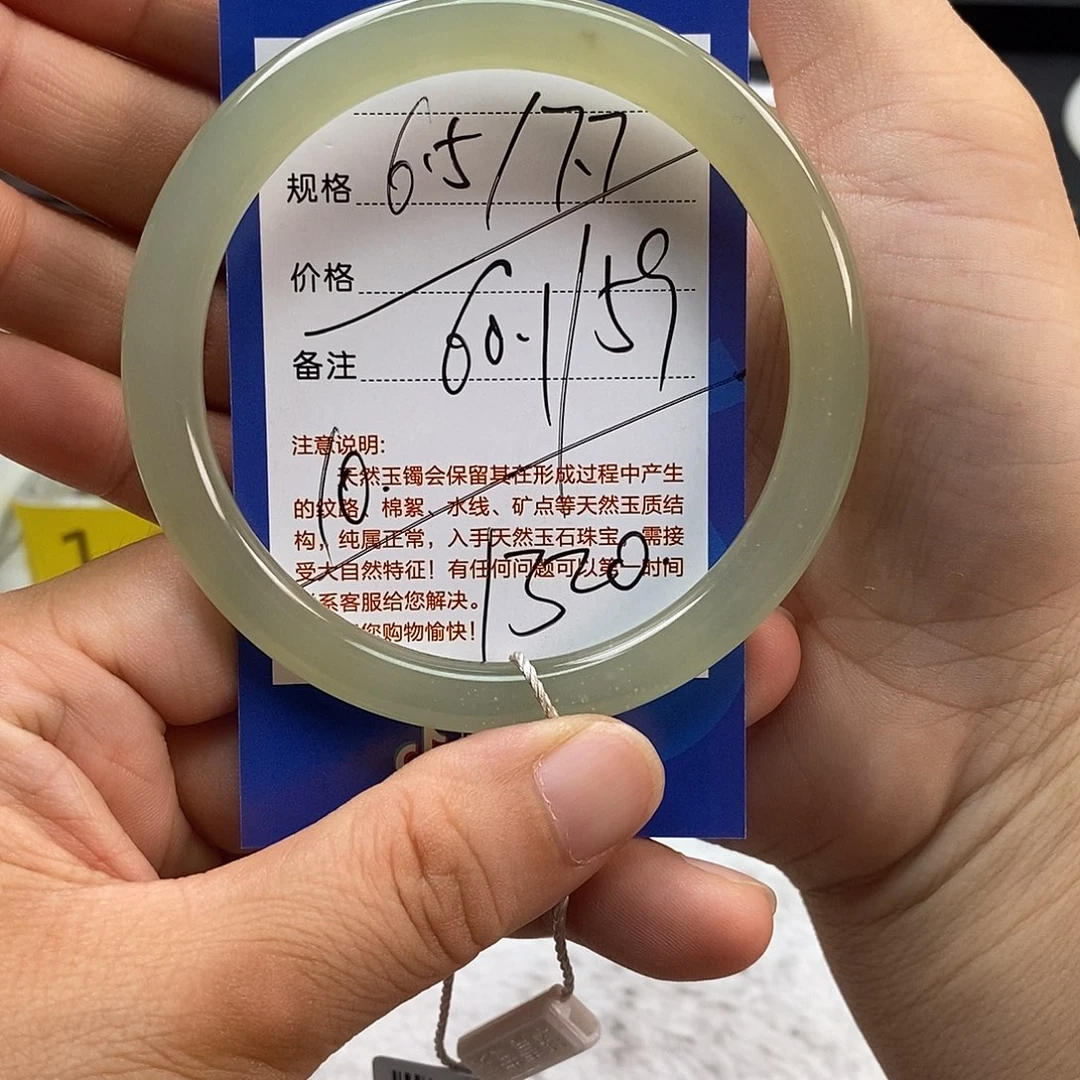 规格 6.5/7.7
价格
60.1/59
备注
注意说明:
天然玉镯会保留其在形成过程中产生
10.
的纹路、棉絮、水线、矿点等天然玉质结
构，纯属正常，入手天然玉石珠宝，需接
受大自然特征！有任何问题可以第一时间
1320.
系客服给您解决。
您购物愉快！
1